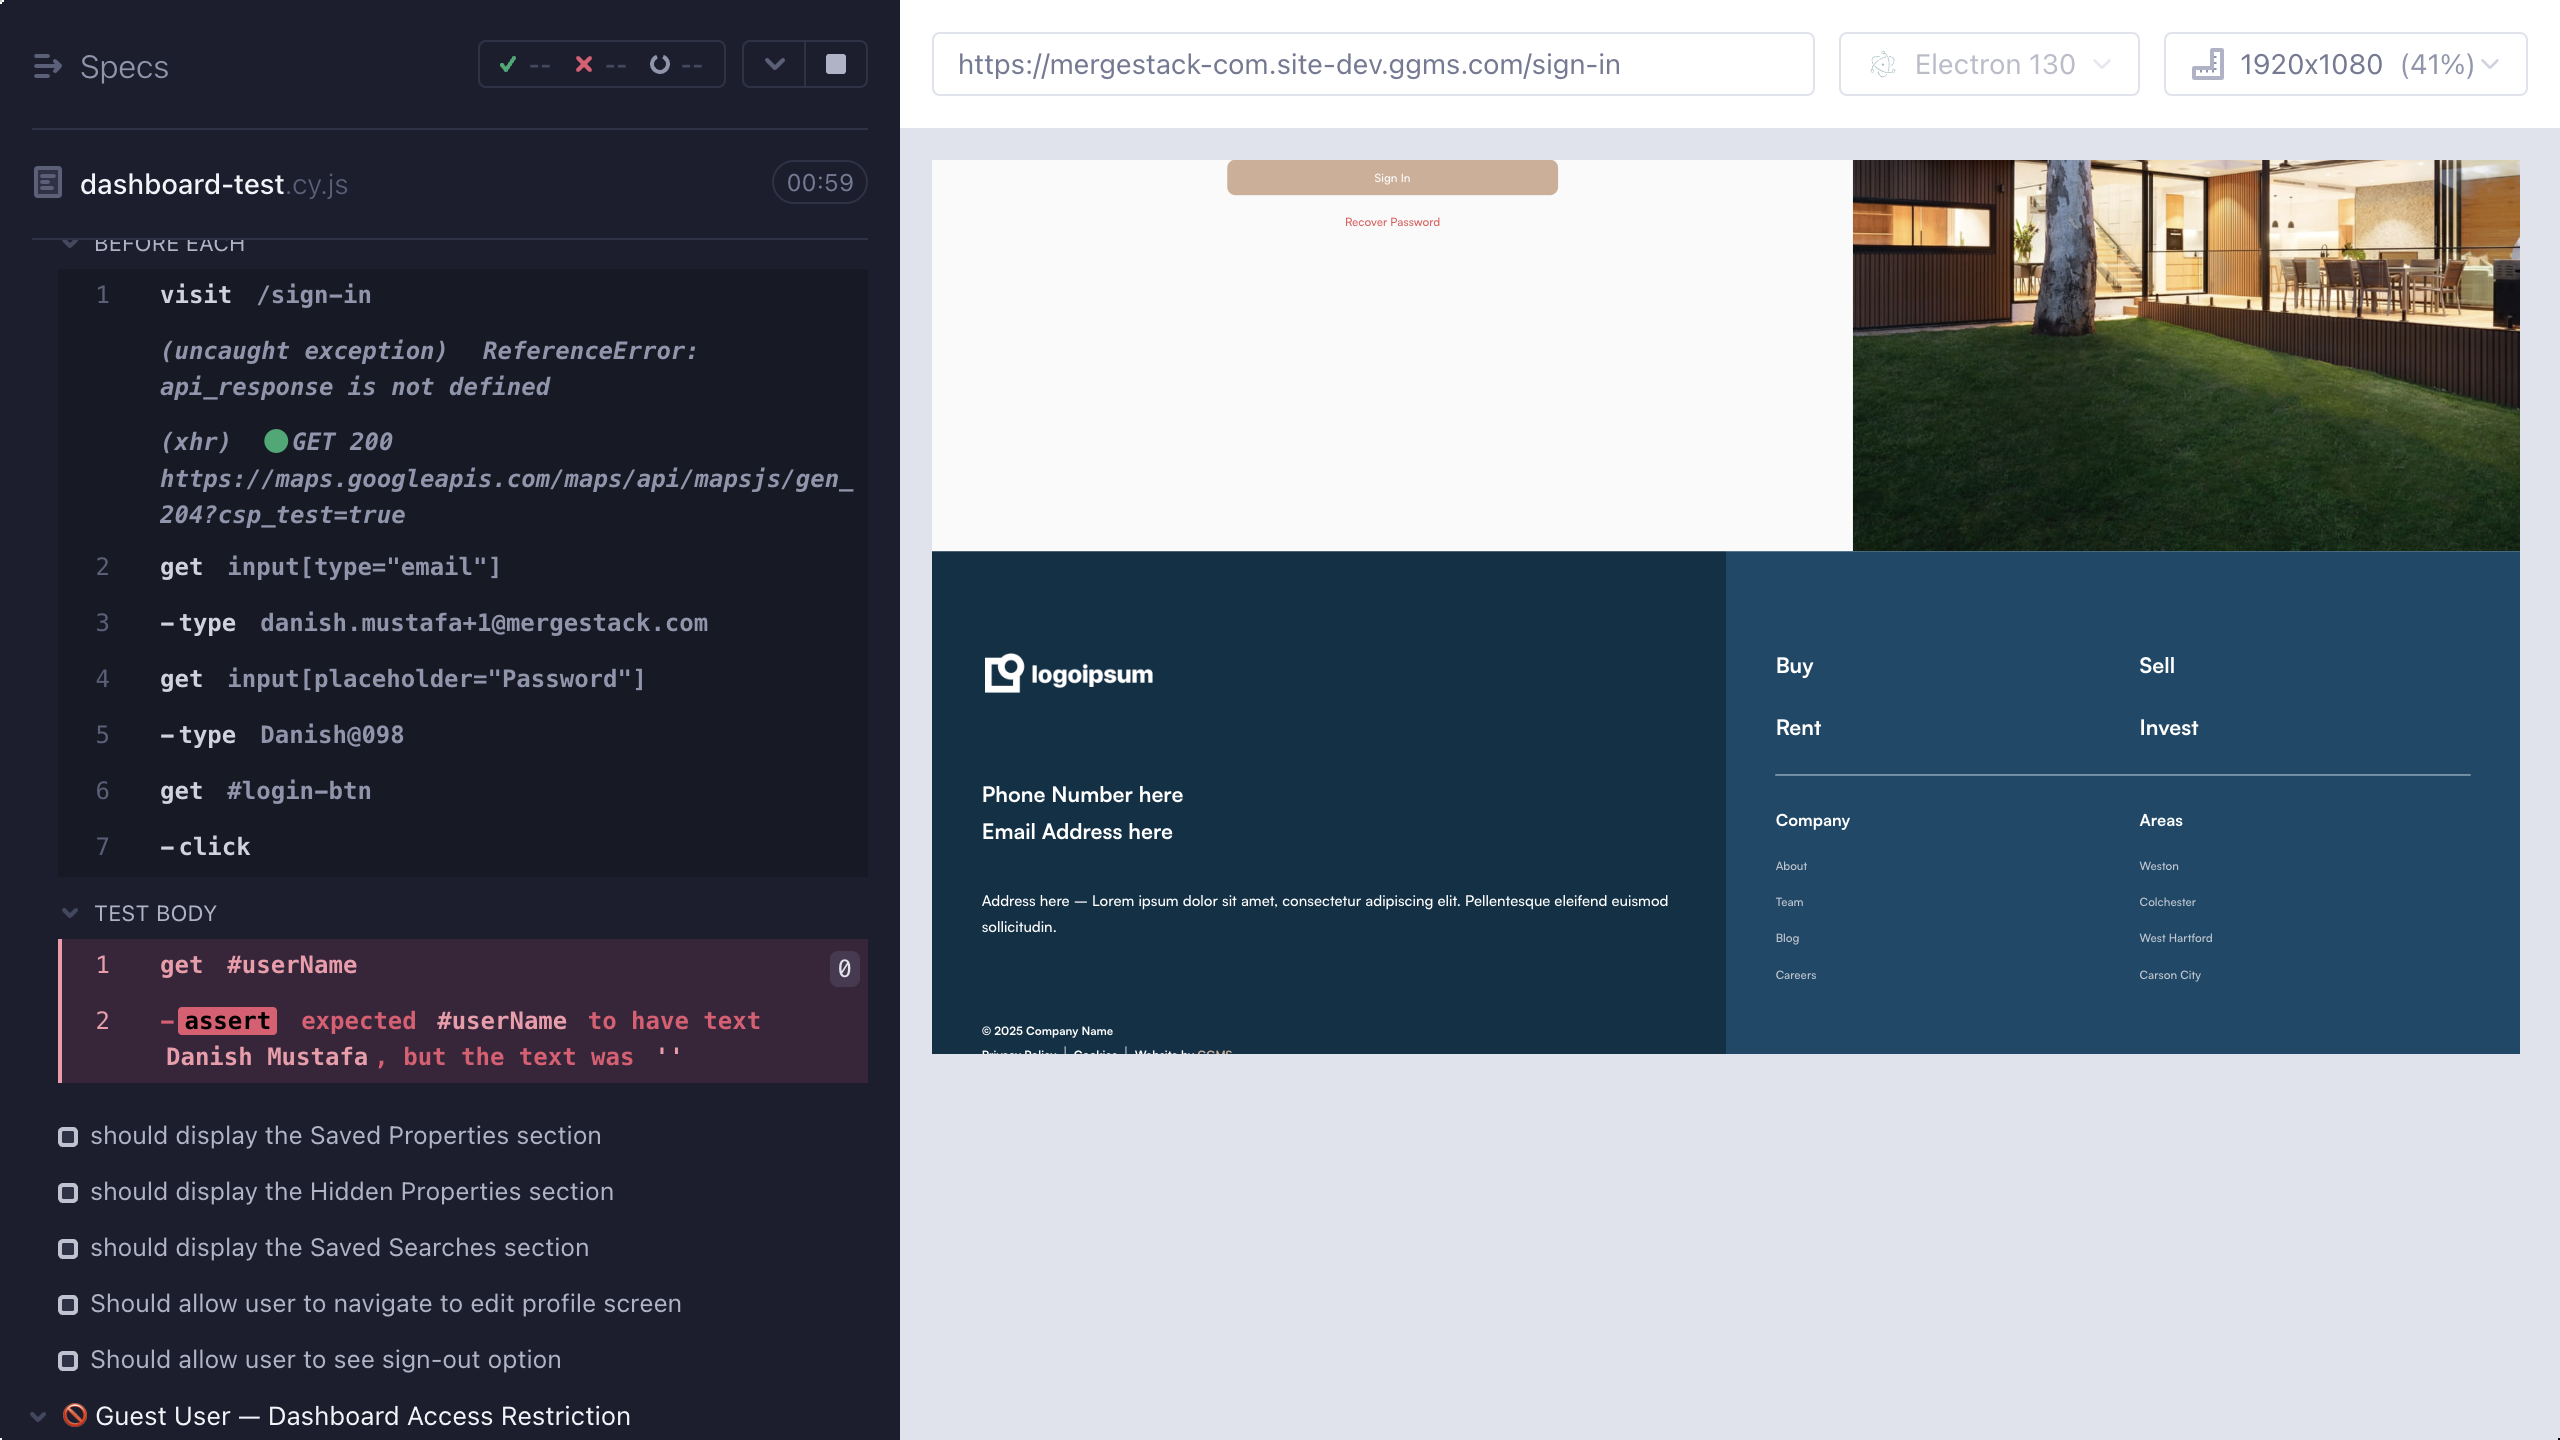 Specs
-- -- --
dashboard-test.cy.js
00:59
BEFORE EACH
1 visit /sign-in
(uncaught exception) ReferenceError:
api_response is not defined
(xhr) GET 200
https://maps.googleapis.com/maps/api/mapsjs/gen_
204?csp_test=true
2 get input[type="email"]
3 -type danish.mustafa+1@mergestack.com
4 get input[placeholder="Password"]
5 -type Danish@098
6 get #login-btn
7 -click
TEST BODY
1 get #userName 0
2 -assert expected #userName to have text
Danish Mustafa, but the text was ''
should display the Saved Properties section
should display the Hidden Properties section
should display the Saved Searches section
Should allow user to navigate to edit profile screen
Should allow user to see sign-out option
Guest User — Dashboard Access Restriction
https://mergestack-com.site-dev.ggms.com/sign-in
Electron 130
1920x1080 (41%)
Sign In
Recover Password
logoipsum
Phone Number here
Email Address here
Address here — Lorem ipsum dolor sit amet, consectetur adipiscing elit. Pellentesque eleifend euismod
sollicitudin.
© 2025 Company Name
Privacy Policy | Cookies | Website by GGMS
Buy
Sell
Rent
Invest
Company
About
Team
Blog
Careers
Areas
Weston
Colchester
West Hartford
Carson City